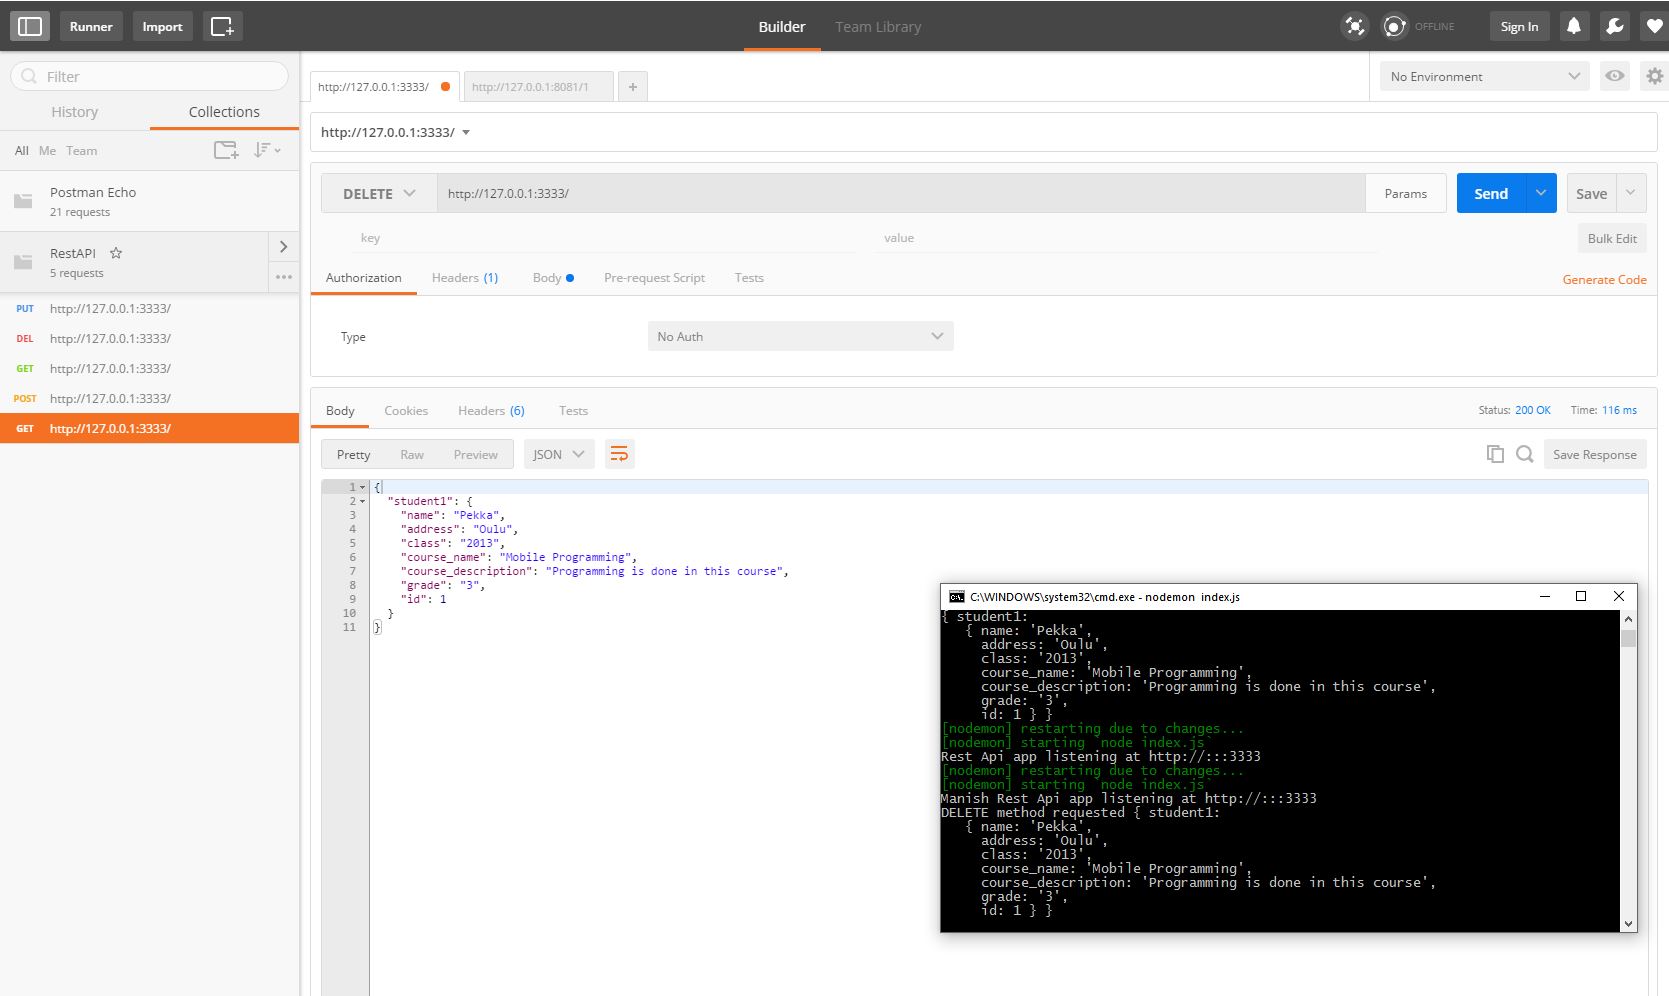 Runner Import Builder Team Library OFFLINE Sign In
Filter
http://127.0.0.1:3333/ http://127.0.0.1:8081/1 + No Environment
History Collections
All Me Team
http://127.0.0.1:3333/
Postman Echo
21 requests
RestAPI
5 requests
PUT http://127.0.0.1:3333/
DEL http://127.0.0.1:3333/
GET http://127.0.0.1:3333/
POST http://127.0.0.1:3333/
GET http://127.0.0.1:3333/
DELETE http://127.0.0.1:3333/ Params Send Save
key value Bulk Edit
Authorization Headers (1) Body Pre-request Script Tests Generate Code
Type No Auth
Body Cookies Headers (6) Tests Status: 200 OK Time: 116 ms
Pretty Raw Preview JSON Save Response
1 {
2 "student1": {
3 "name": "Pekka",
4 "address": "Oulu",
5 "class": "2013",
6 "course_name": "Mobile Programming",
7 "course_description": "Programming is done in this course",
8 "grade": "3",
9 "id": 1
10 }
11 }
C:\WINDOWS\system32\cmd.exe - nodemon index.js
{ student1:
{ name: 'Pekka',
address: 'Oulu',
class: '2013',
course_name: 'Mobile Programming',
course_description: 'Programming is done in this course',
grade: '3',
id: 1 } }
[nodemon] restarting due to changes...
[nodemon] starting `node index.js`
Rest Api app listening at http://:::3333
[nodemon] restarting due to changes...
[nodemon] starting `node index.js`
Manish Rest Api app listening at http://:::3333
DELETE method requested { student1:
{ name: 'Pekka',
address: 'Oulu',
class: '2013',
course_name: 'Mobile Programming',
course_description: 'Programming is done in this course',
grade: '3',
id: 1 } }